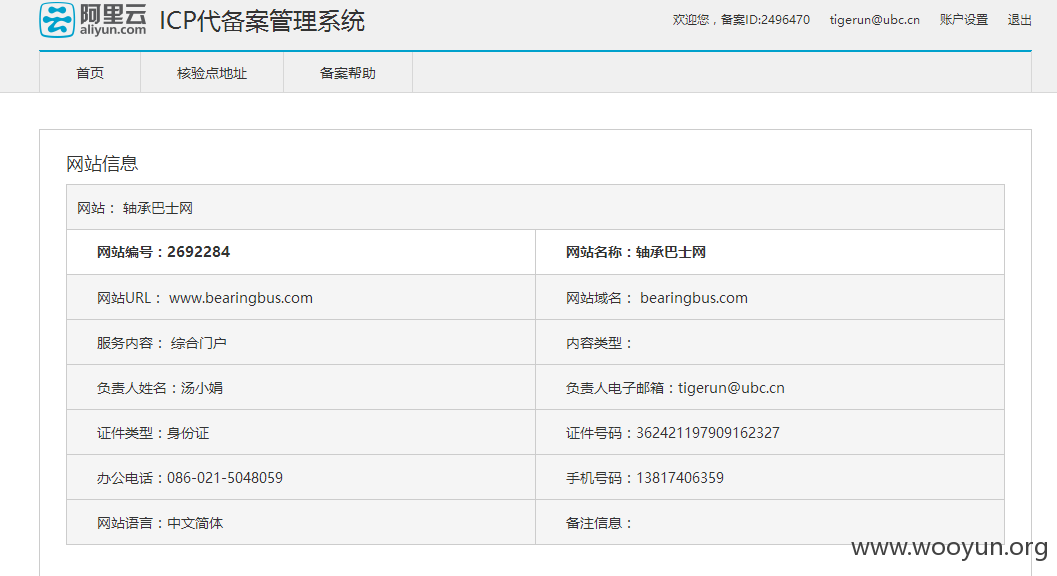 阿里云 aliyun.com ICP代备案管理系统 欢迎您，备案ID:2496470 tigerun@ubc.cn 账户设置 退出
首页 核验点地址 备案帮助
网站信息
网站： 轴承巴士网
网站编号：2692284 网站名称：轴承巴士网
网站URL： www.bearingbus.com 网站域名： bearingbus.com
服务内容： 综合门户 内容类型：
负责人姓名：汤小娟 负责人电子邮箱：tigerun@ubc.cn
证件类型：身份证 证件号码：362421197909162327
办公电话：086-021-5048059 手机号码：13817406359
网站语言：中文简体 备注信息：
www.wooyun.org